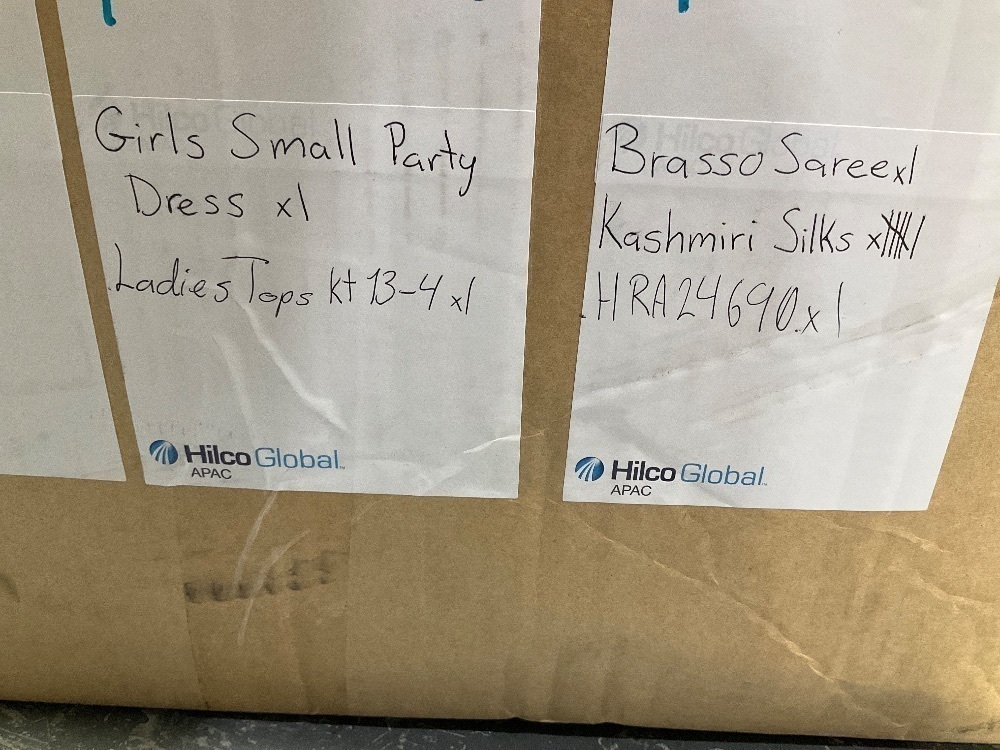 Girls Small Party
Dress x1
Ladies Tops kt 13-4 x1
Hilco Global
APAC
Brasso Saree x1
Kashmiri Silks x
HRA24690 x 1
Hilco Global
APAC